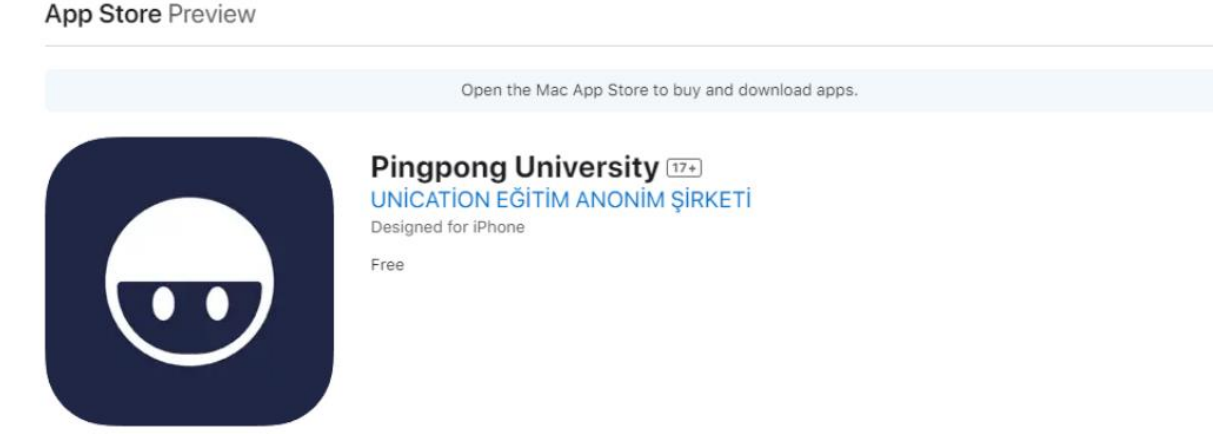 App Store Preview
Open the Mac App Store to buy and download apps.
Pingpong University 17+
UNİCATİON EĞİTİM ANONİM ŞİRKETİ
Designed for iPhone
Free